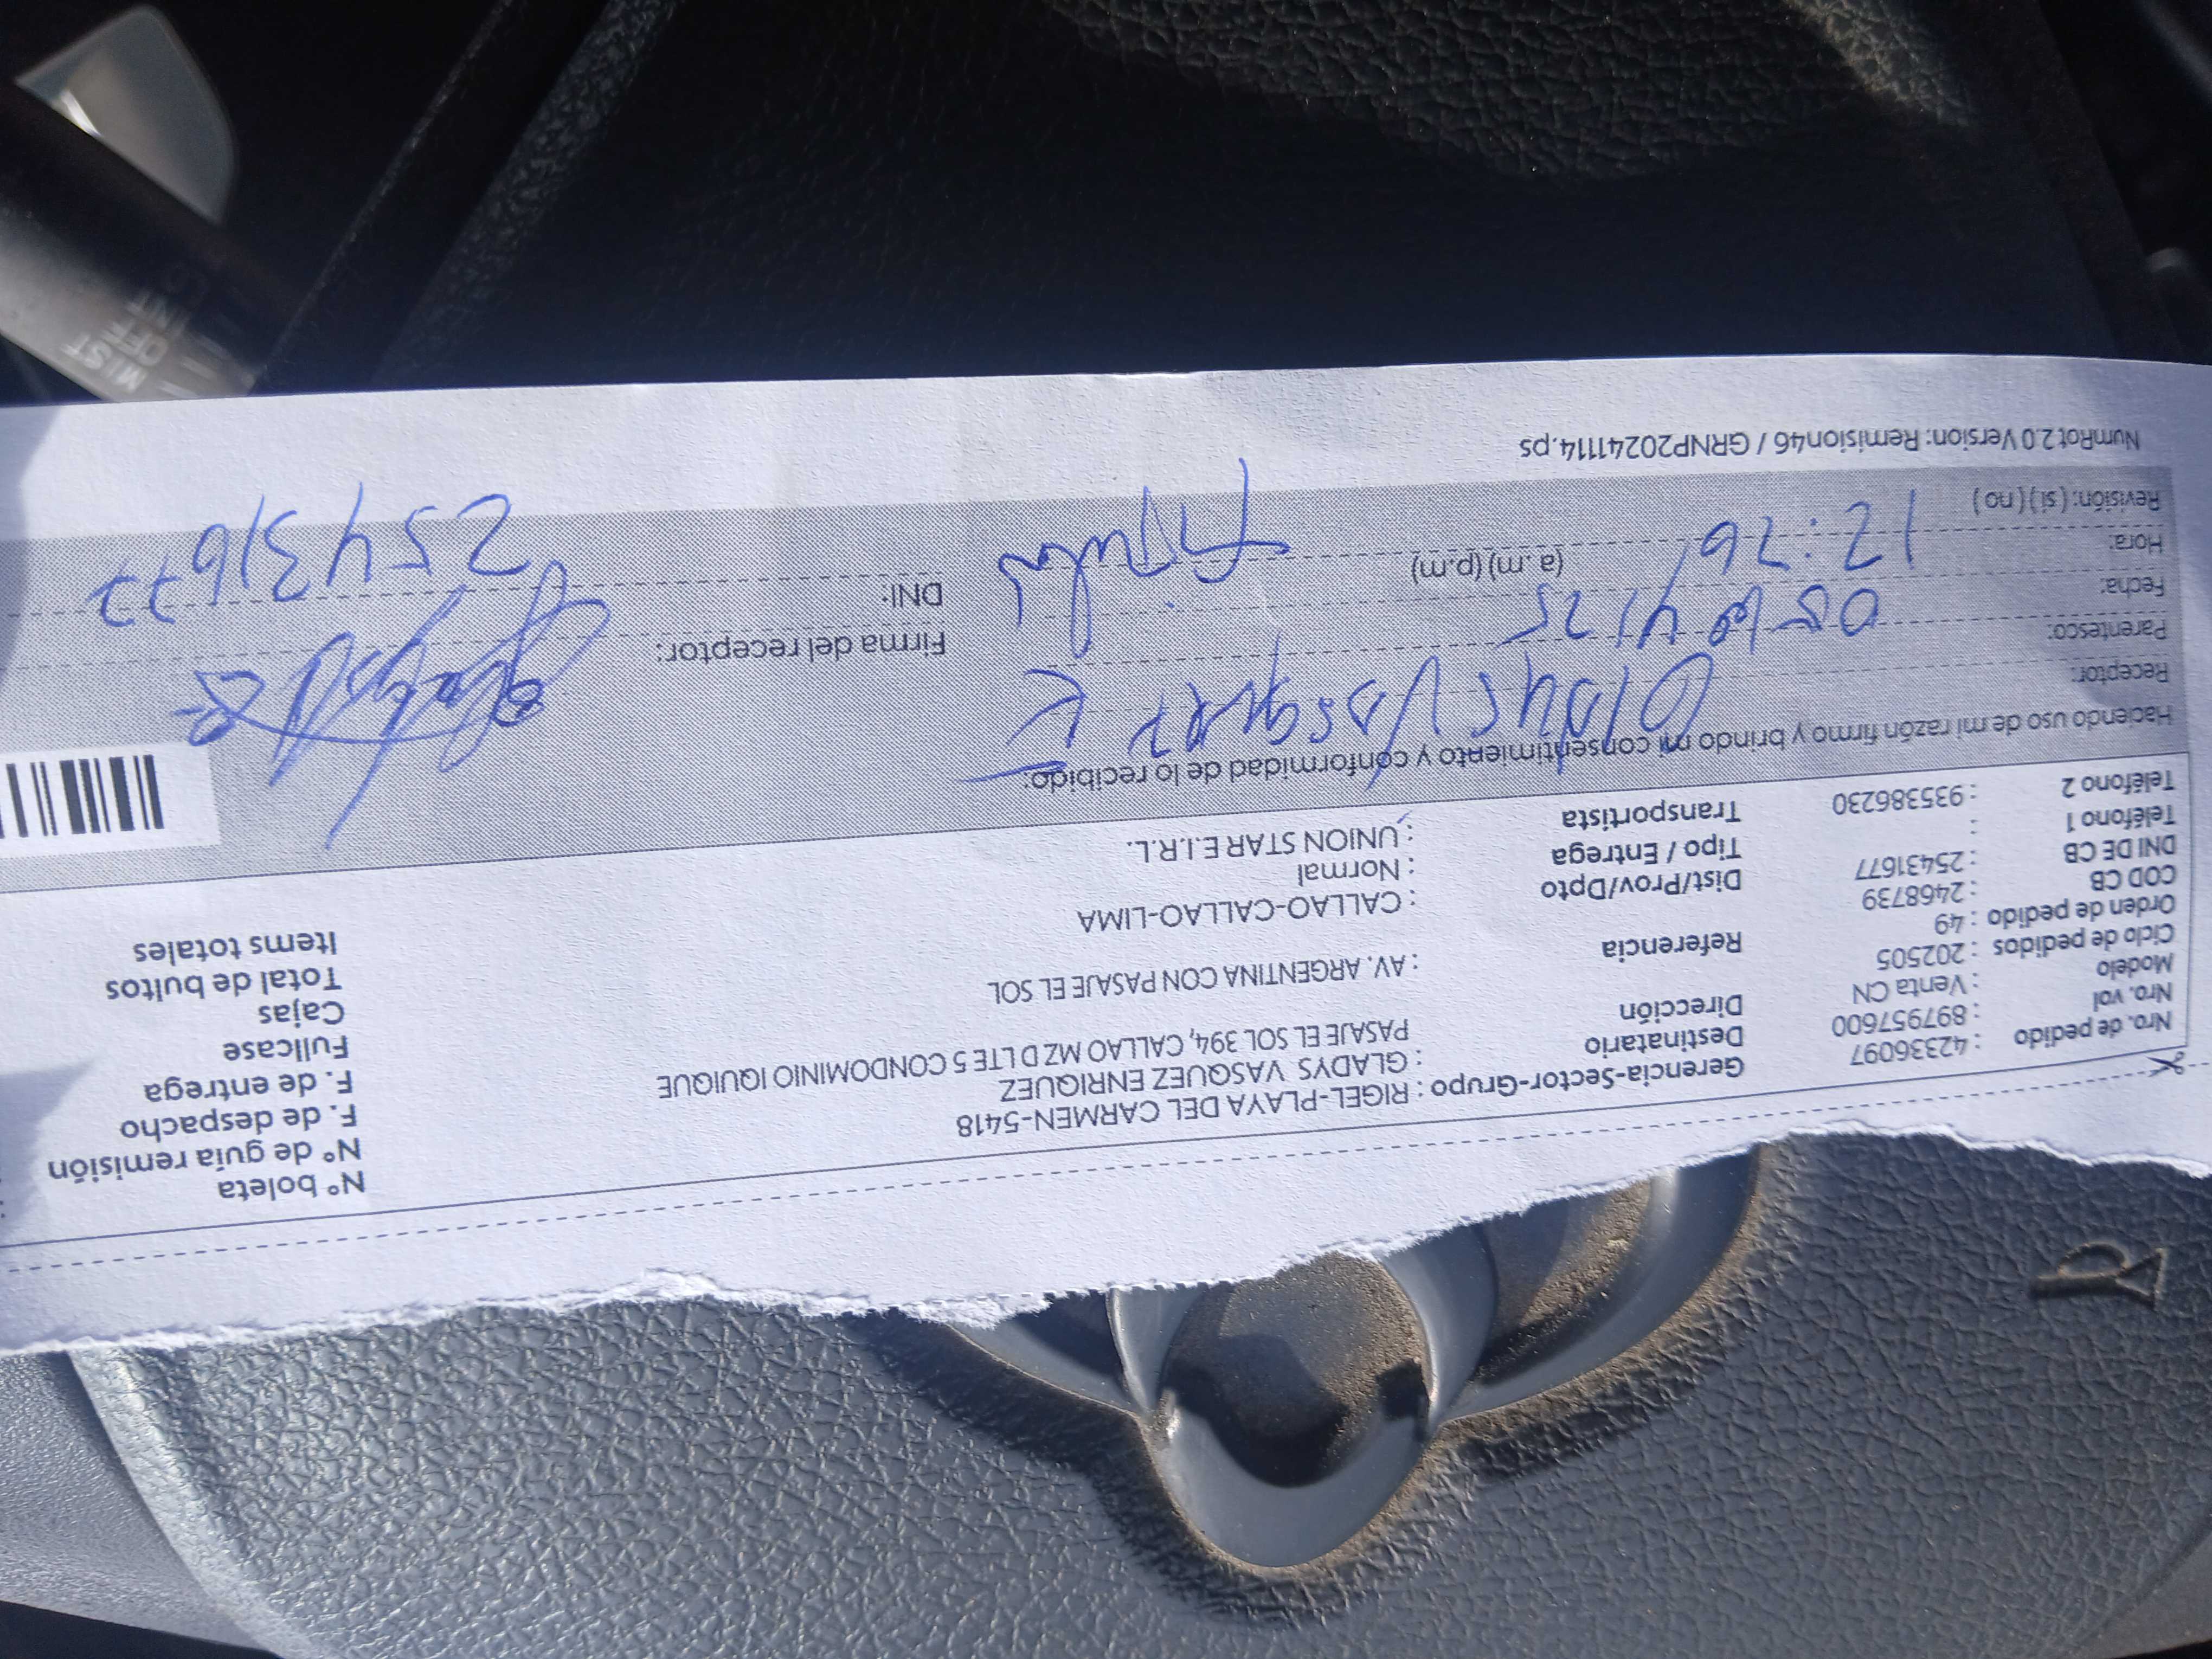 Nro. de pedido : 42336097 Gerencia-Sector-Grupo : RIGEL-PLAYA DEL CARMEN-5418 N° boleta
Nro. vol : 897957600 Destinatario : GLADYS VASQUEZ ENRIQUEZ N° de guía remisión
Modelo : Venta CN Dirección PASAJE EL SOL 394, CALLAO MZ D LTE 5 CONDOMINIO IQUIQUE F. de despacho
Ciclo de pedidos : 202505 F. de entrega
Orden de pedido : 49 Referencia : AV. ARGENTINA CON PASAJE EL SOL Fullcase
COD CB : 2468739 Cajas
DNI DE CB : 25431677 Dist/Prov/Dpto : CALLAO-CALLAO-LIMA Total de bultos
Teléfono 1 : Tipo / Entrega : Normal Items totales
Teléfono 2 : 935386230 Transportista : UNION STAR E.I.R.L.
Haciendo uso de mi razón firmo y brindo mi consentimiento y conformidad de lo recibido:
Receptor: Vasquez E
Parentesco: Titular Firma del receptor:
Fecha: 05 04 25
Hora: 12:26 (a.m) (p.m) DNI: 25431677
Revisión: ( si ) ( no )
NumRot 2.0 Version: Remision46 / GRNP20241114.ps
MIST
OFF
INT